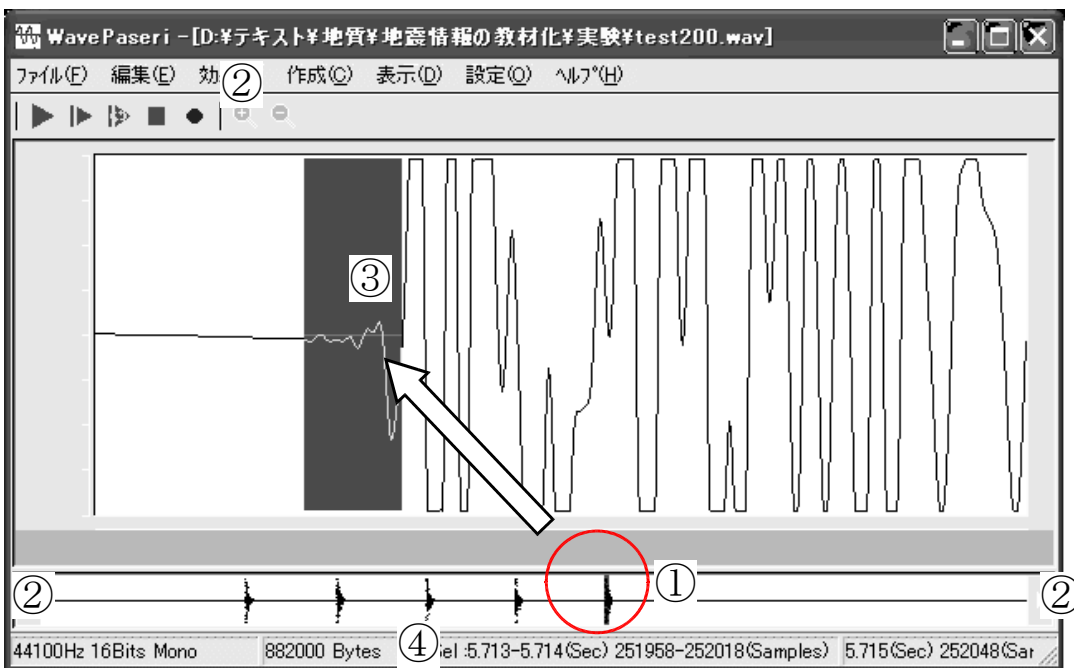 WavePaseri -[D:¥テキスト¥地質¥地震情報の教材化¥実験¥test200.wav]
ファイル(F) 編集(E) 効 ② 作成(C) 表示(D) 設定(O) ヘルプ(H)
③
① 
② ②
44100Hz 16Bits Mono 882000 Bytes ④ el :5.713-5.714(Sec) 251958-252018(Samples) 5.715(Sec) 252048(Sar